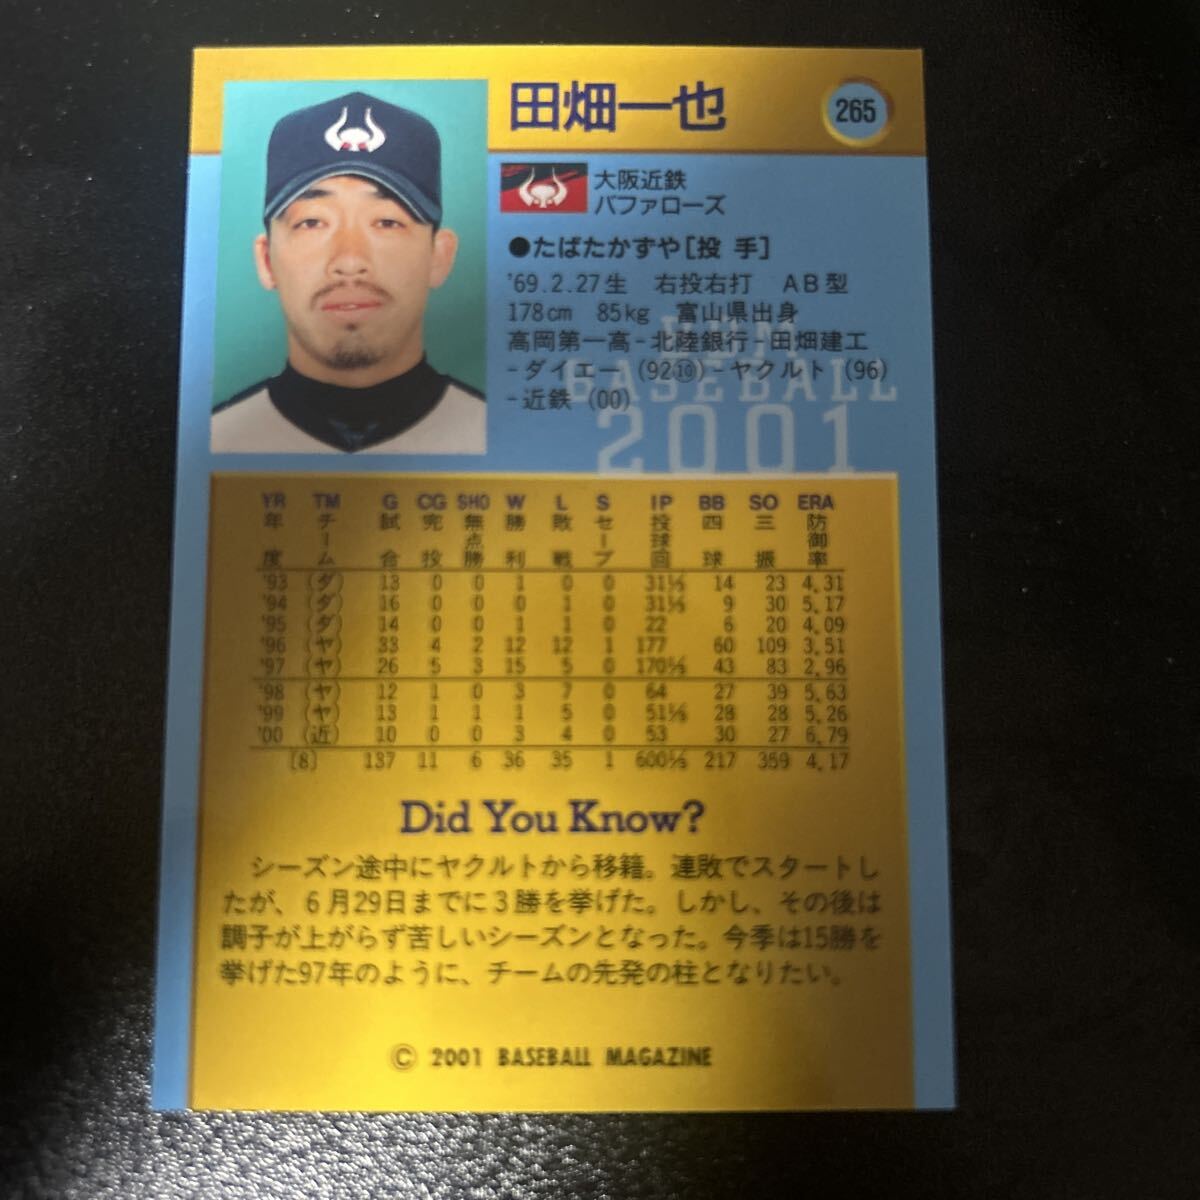 田畑一也
265
大阪近鉄
バファローズ
●たばたかずや[投 手]
'69.2.27生 右投右打 AB型
178cm 85kg 富山県出身
高岡第一高-北陸銀行-田畑建工
-ダイエー(92⑩)-ヤクルト(96)
-近鉄(00)
BBM
BASEBALL
2001
YR TM G CG SHO W L S IP BB SO ERA
年度 チーム 試合 完投 無点勝 勝利 敗戦 セーブ 投球回 四球 三振 防御率
'93 (ダ) 13 0 0 1 0 0 31⅓ 14 23 4.31
'94 (ダ) 16 0 0 0 1 0 31⅓ 9 30 5.17
'95 (ダ) 14 0 0 1 1 0 22 6 20 4.09
'96 (ヤ) 33 4 2 12 12 1 177 60 109 3.51
'97 (ヤ) 26 5 3 15 5 0 170⅓ 43 83 2.96
'98 (ヤ) 12 1 0 3 7 0 64 27 39 5.63
'99 (ヤ) 13 1 1 1 5 0 51⅓ 28 28 5.26
'00 (近) 10 0 0 3 4 0 53 30 27 6.79
[8] 137 11 6 36 35 1 600⅓ 217 359 4.17
Did You Know?
シーズン途中にヤクルトから移籍。連敗でスタートし
たが、6月29日までに3勝を挙げた。しかし、その後は
調子が上がらず苦しいシーズンとなった。今季は15勝を
挙げた97年のように、チームの先発の柱となりたい。
© 2001 BASEBALL MAGAZINE